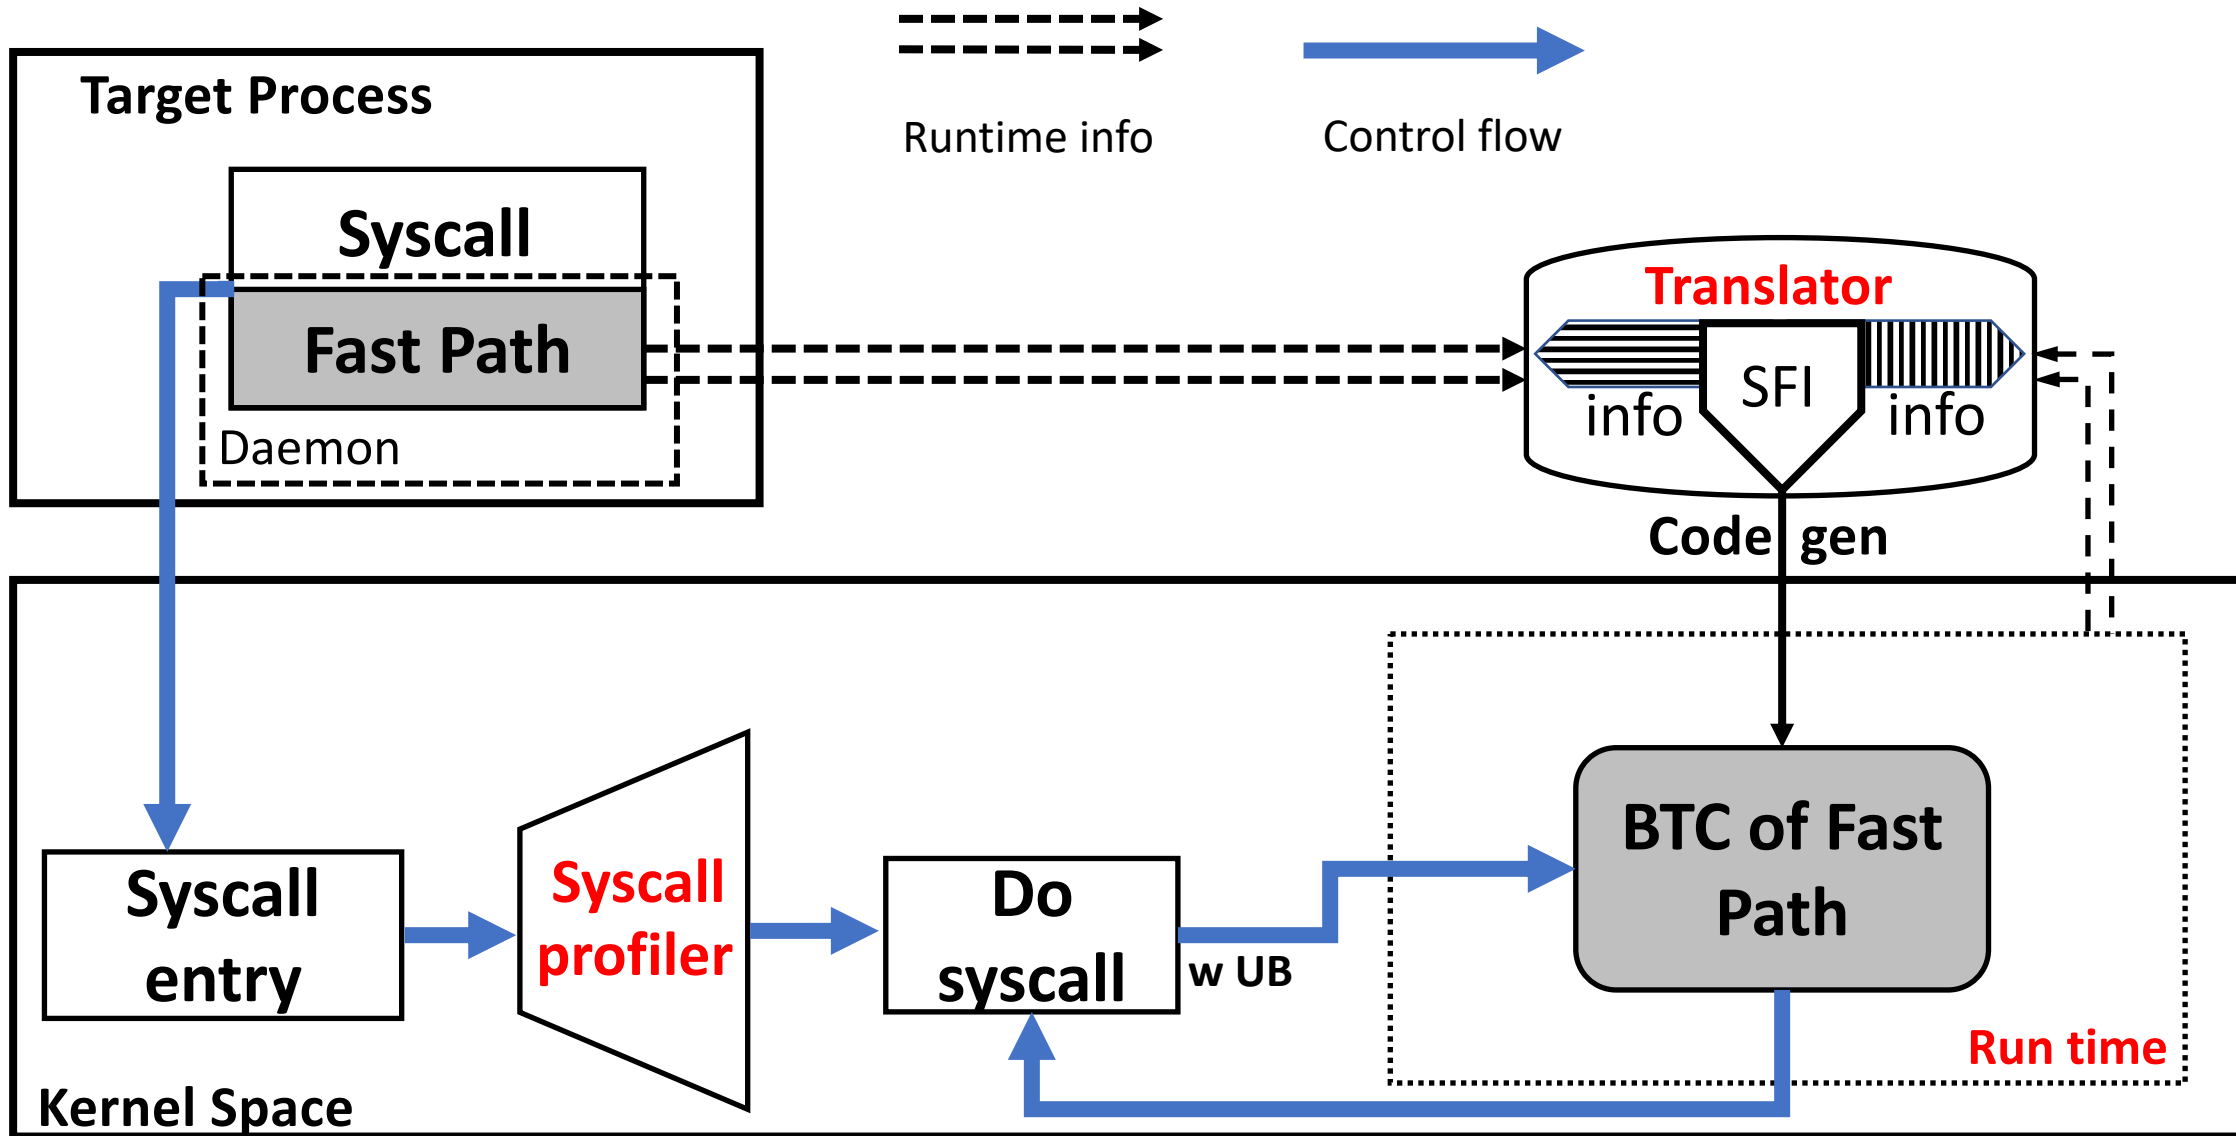 Target Process
Runtime info
Control flow
Syscall
Fast Path
Daemon
Translator
SFI
info
info
Code gen
Syscall
entry
Syscall
profiler
Do
syscall
w UB
BTC of Fast
Path
Run time
Kernel Space